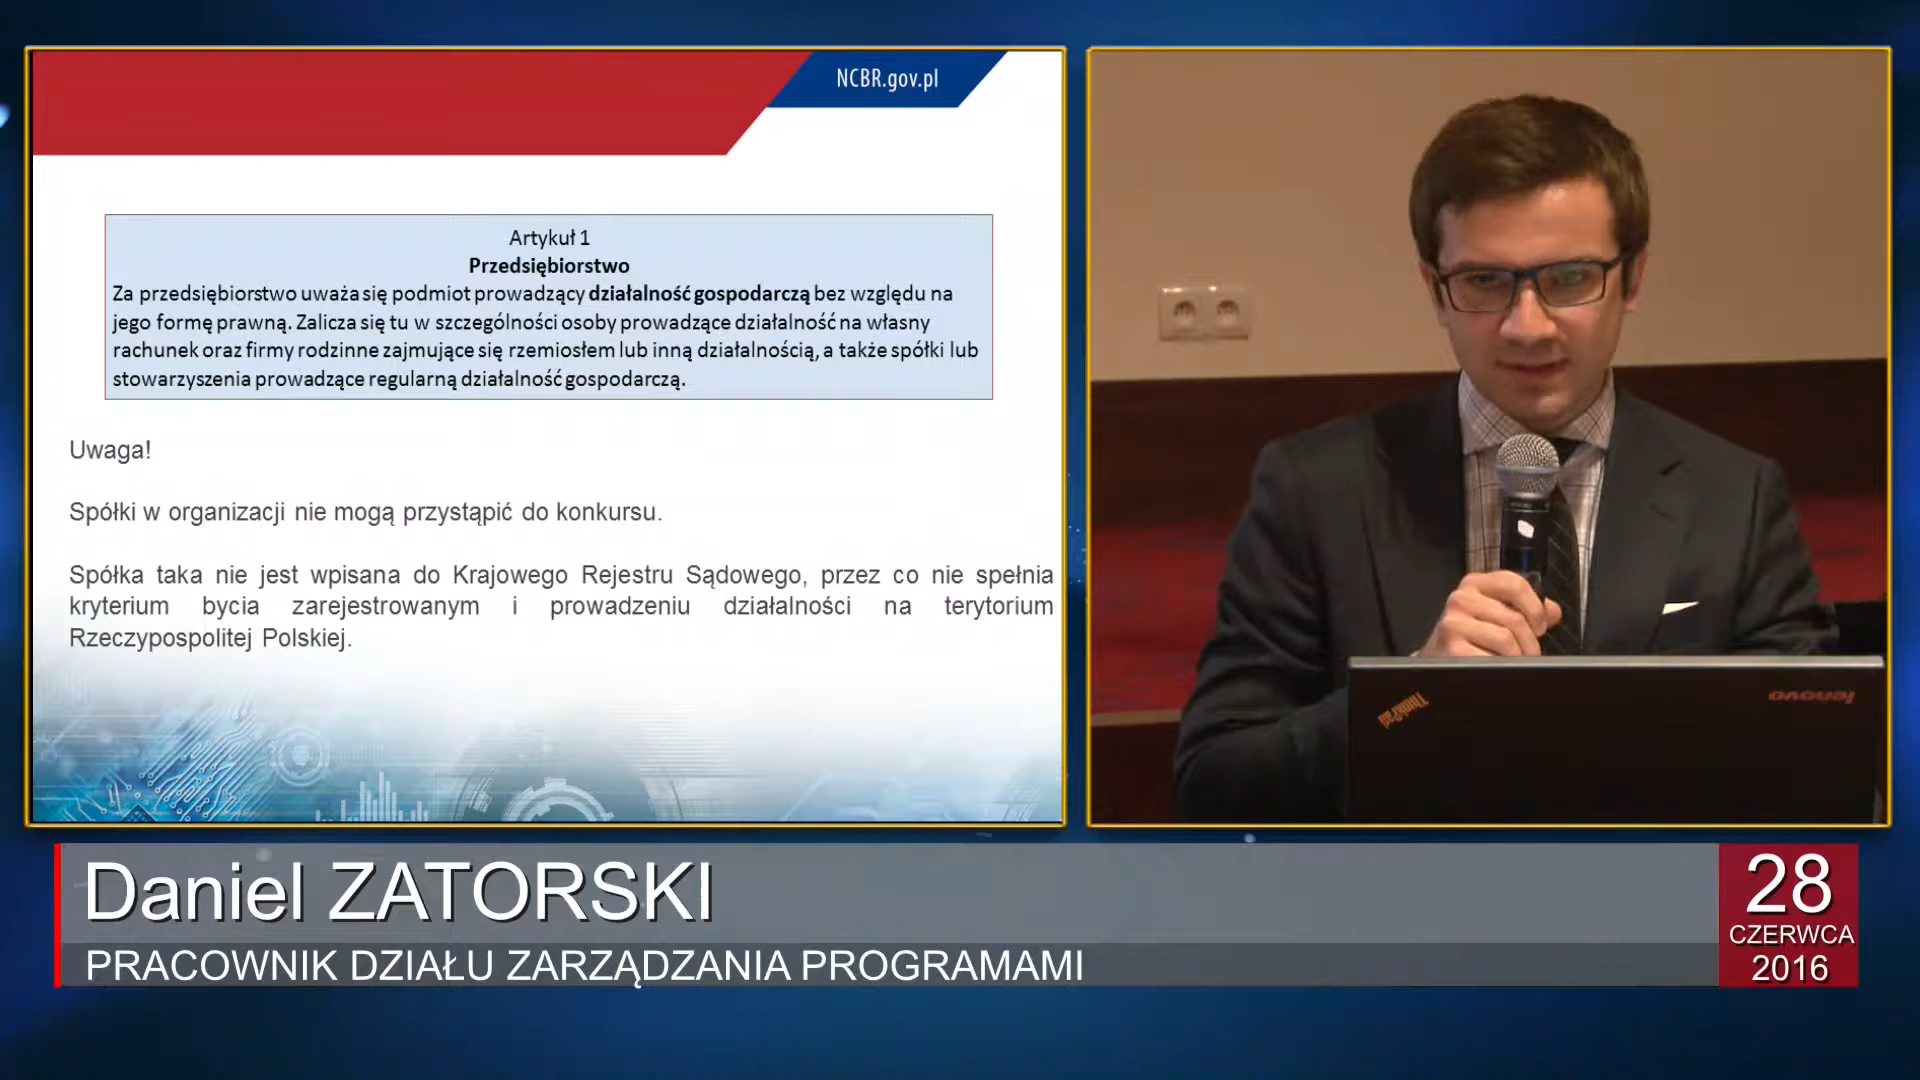 NCBR.gov.pl
Artykuł 1
Przedsiębiorstwo
Za przedsiębiorstwo uważa się podmiot prowadzący działalność gospodarczą bez względu na
jego formę prawną. Zalicza się tu w szczególności osoby prowadzące działalność na własny
rachunek oraz firmy rodzinne zajmujące się rzemiosłem lub inną działalnością, a także spółki lub
stowarzyszenia prowadzące regularną działalność gospodarczą.
Uwaga!
Spółki w organizacji nie mogą przystąpić do konkursu.
Spółka taka nie jest wpisana do Krajowego Rejestru Sądowego, przez co nie spełnia
kryterium bycia zarejestrowanym i prowadzeniu działalności na terytorium
Rzeczypospolitej Polskiej.
ThinkPad
lenovo
Daniel ZATORSKI
PRACOWNIK DZIAŁU ZARZĄDZANIA PROGRAMAMI
28
CZERWCA
2016